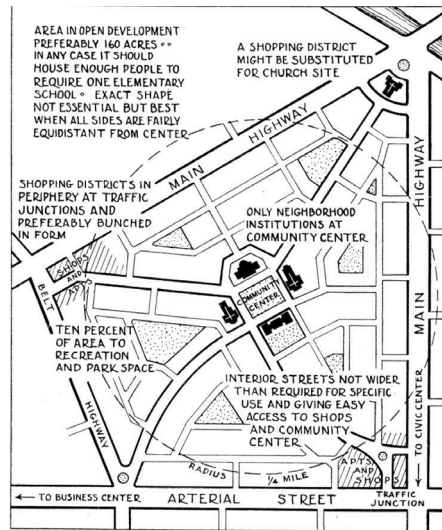 AREA IN OPEN DEVELOPMENT
PREFERABLY 160 ACRES ··
IN ANY CASE IT SHOULD
HOUSE ENOUGH PEOPLE TO
REQUIRE ONE ELEMENTARY
SCHOOL · EXACT SHAPE
NOT ESSENTIAL BUT BEST
WHEN ALL SIDES ARE FAIRLY
EQUIDISTANT FROM CENTER
A SHOPPING DISTRICT
MIGHT BE SUBSTITUTED
FOR CHURCH SITE
MAIN HIGHWAY
HIGHWAY
MAIN
SHOPPING DISTRICTS IN
PERIPHERY AT TRAFFIC
JUNCTIONS AND
PREFERABLY BUNCHED
IN FORM
ONLY NEIGHBORHOOD
INSTITUTIONS AT
COMMUNITY CENTER
SHOPS
AND
APTS
BELT
HIGHWAY
COMMUNITY
CENTER
TEN PERCENT
OF AREA TO
RECREATION
AND PARK SPACE
INTERIOR STREETS NOT WIDER
THAN REQUIRED FOR SPECIFIC
USE AND GIVING EASY
ACCESS TO SHOPS
AND COMMUNITY
CENTER
TO CIVIC CENTER
RADIUS 1/4 MILE
APTS
AND
SHOPS
← TO BUSINESS CENTER ARTERIAL STREET
TRAFFIC
JUNCTION